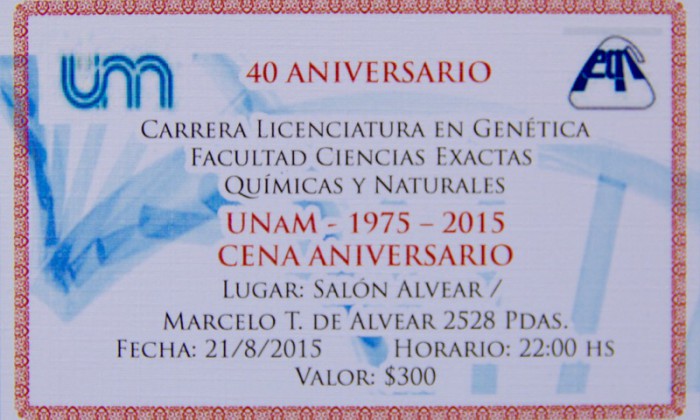 um
40 ANIVERSARIO
CARRERA LICENCIATURA EN GENÉTICA
FACULTAD CIENCIAS EXACTAS
QUÍMICAS Y NATURALES
UNaM - 1975 – 2015
CENA ANIVERSARIO
LUGAR: SALÓN ALVEAR /
MARCELO T. DE ALVEAR 2528 PDAS.
FECHA: 21/8/2015 HORARIO: 22:00 HS
VALOR: $300